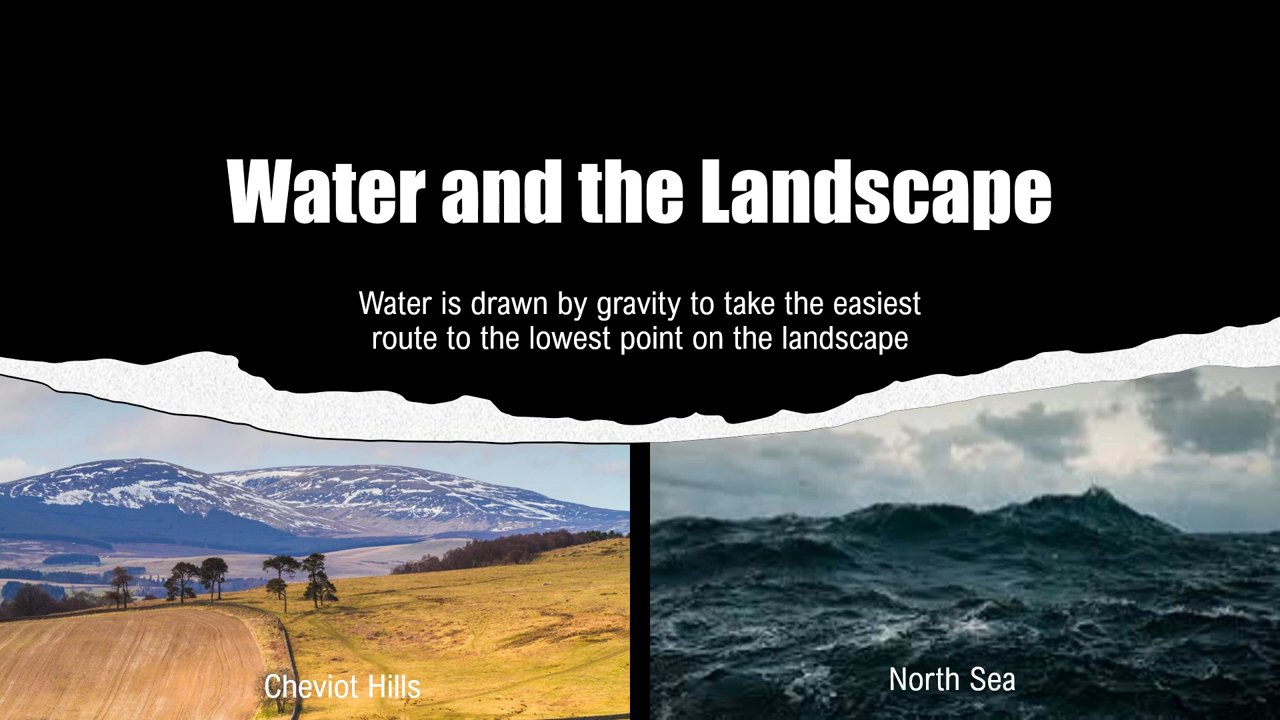 Water and the Landscape
Water is drawn by gravity to take the easiest
route to the lowest point on the landscape
Cheviot Hills
North Sea